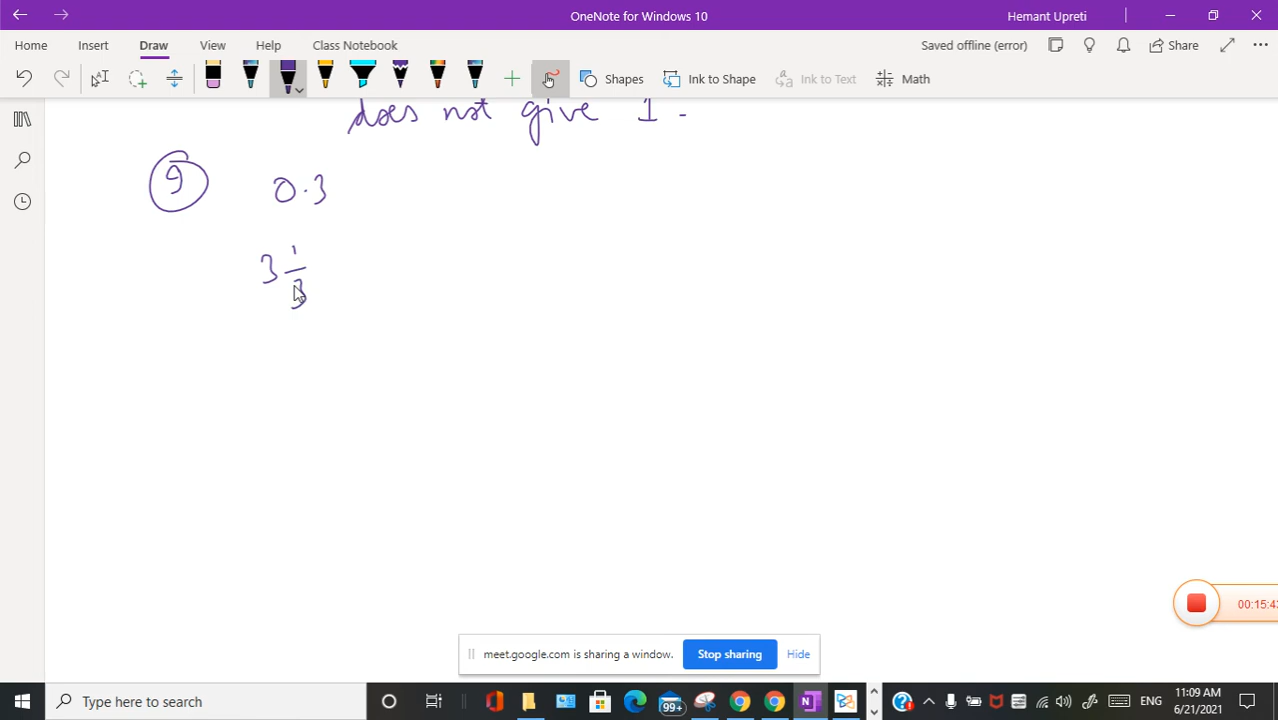 OneNote for Windows 10
Hemant Upreti
Home Insert Draw View Help Class Notebook
Saved offline (error)
Share
Shapes
Ink to Shape
Ink to Text
Math
does not give 1 -
9 0.3
3 1/3
00:15:43
meet.google.com is sharing a window.
Stop sharing
Hide
Type here to search
99+
ENG
11:09 AM
6/21/2021